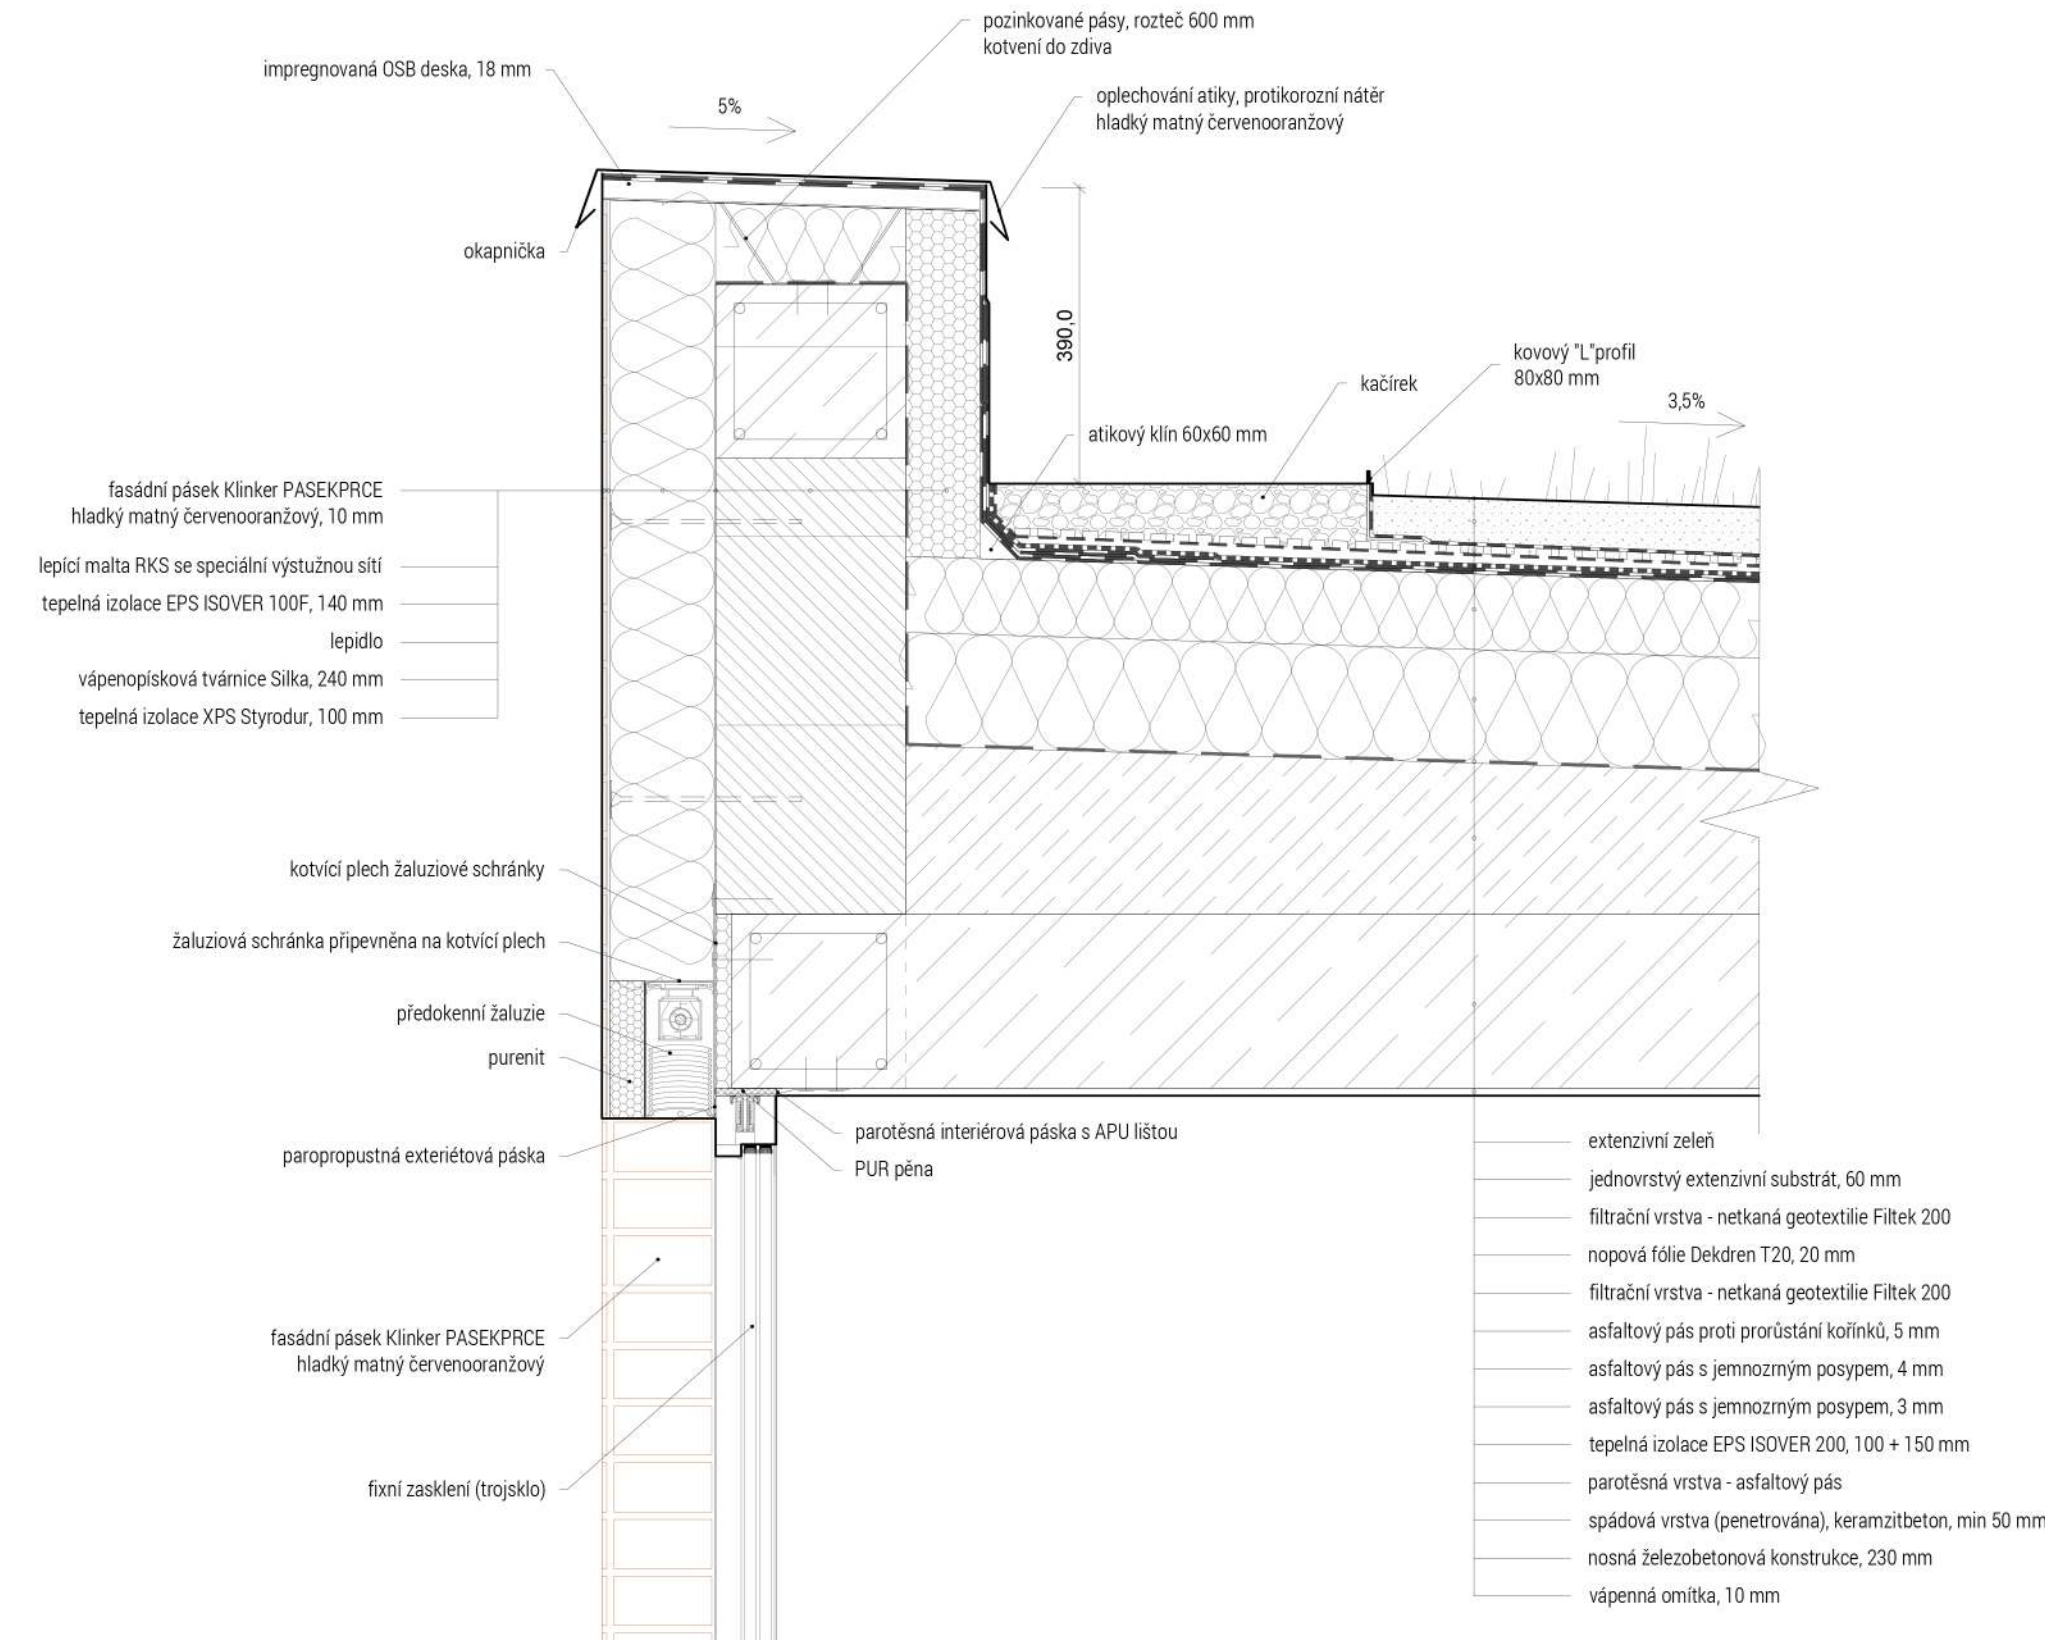 pozinkované pásy, rozteč 600 mm
kotvení do zdiva
impregnovaná OSB deska, 18 mm
5%
oplechování atiky, protikorozní nátěr
hladký matný červenooranžový
okapnička
390,0
kovový "L"profil
80x80 mm
kačírek
3,5%
atikový klín 60x60 mm
fasádní pásek Klinker PASEKPRCE
hladký matný červenooranžový, 10 mm
lepící malta RKS se speciální výstužnou sítí
tepelná izolace EPS ISOVER 100F, 140 mm
lepidlo
vápenopísková tvárnice Silka, 240 mm
tepelná izolace XPS Styrodur, 100 mm
kotvící plech žaluziové schránky
žaluziová schránka připevněna na kotvící plech
předokenní žaluzie
purenit
paropropustná exteriétová páska
parotěsná interiérová páska s APU lištou
PUR pěna
fasádní pásek Klinker PASEKPRCE
hladký matný červenooranžový
fixní zasklení (trojsklo)
extenzivní zeleň
jednovrstvý extenzivní substrát, 60 mm
filtrační vrstva - netkaná geotextilie Filtek 200
nopová fólie Dekdren T20, 20 mm
filtrační vrstva - netkaná geotextilie Filtek 200
asfaltový pás proti prorůstání kořínků, 5 mm
asfaltový pás s jemnozrným posypem, 4 mm
asfaltový pás s jemnozrným posypem, 3 mm
tepelná izolace EPS ISOVER 200, 100 + 150 mm
parotěsná vrstva - asfaltový pás
spádová vrstva (penetrována), keramzitbeton, min 50 mm
nosná železobetonová konstrukce, 230 mm
vápenná omítka, 10 mm